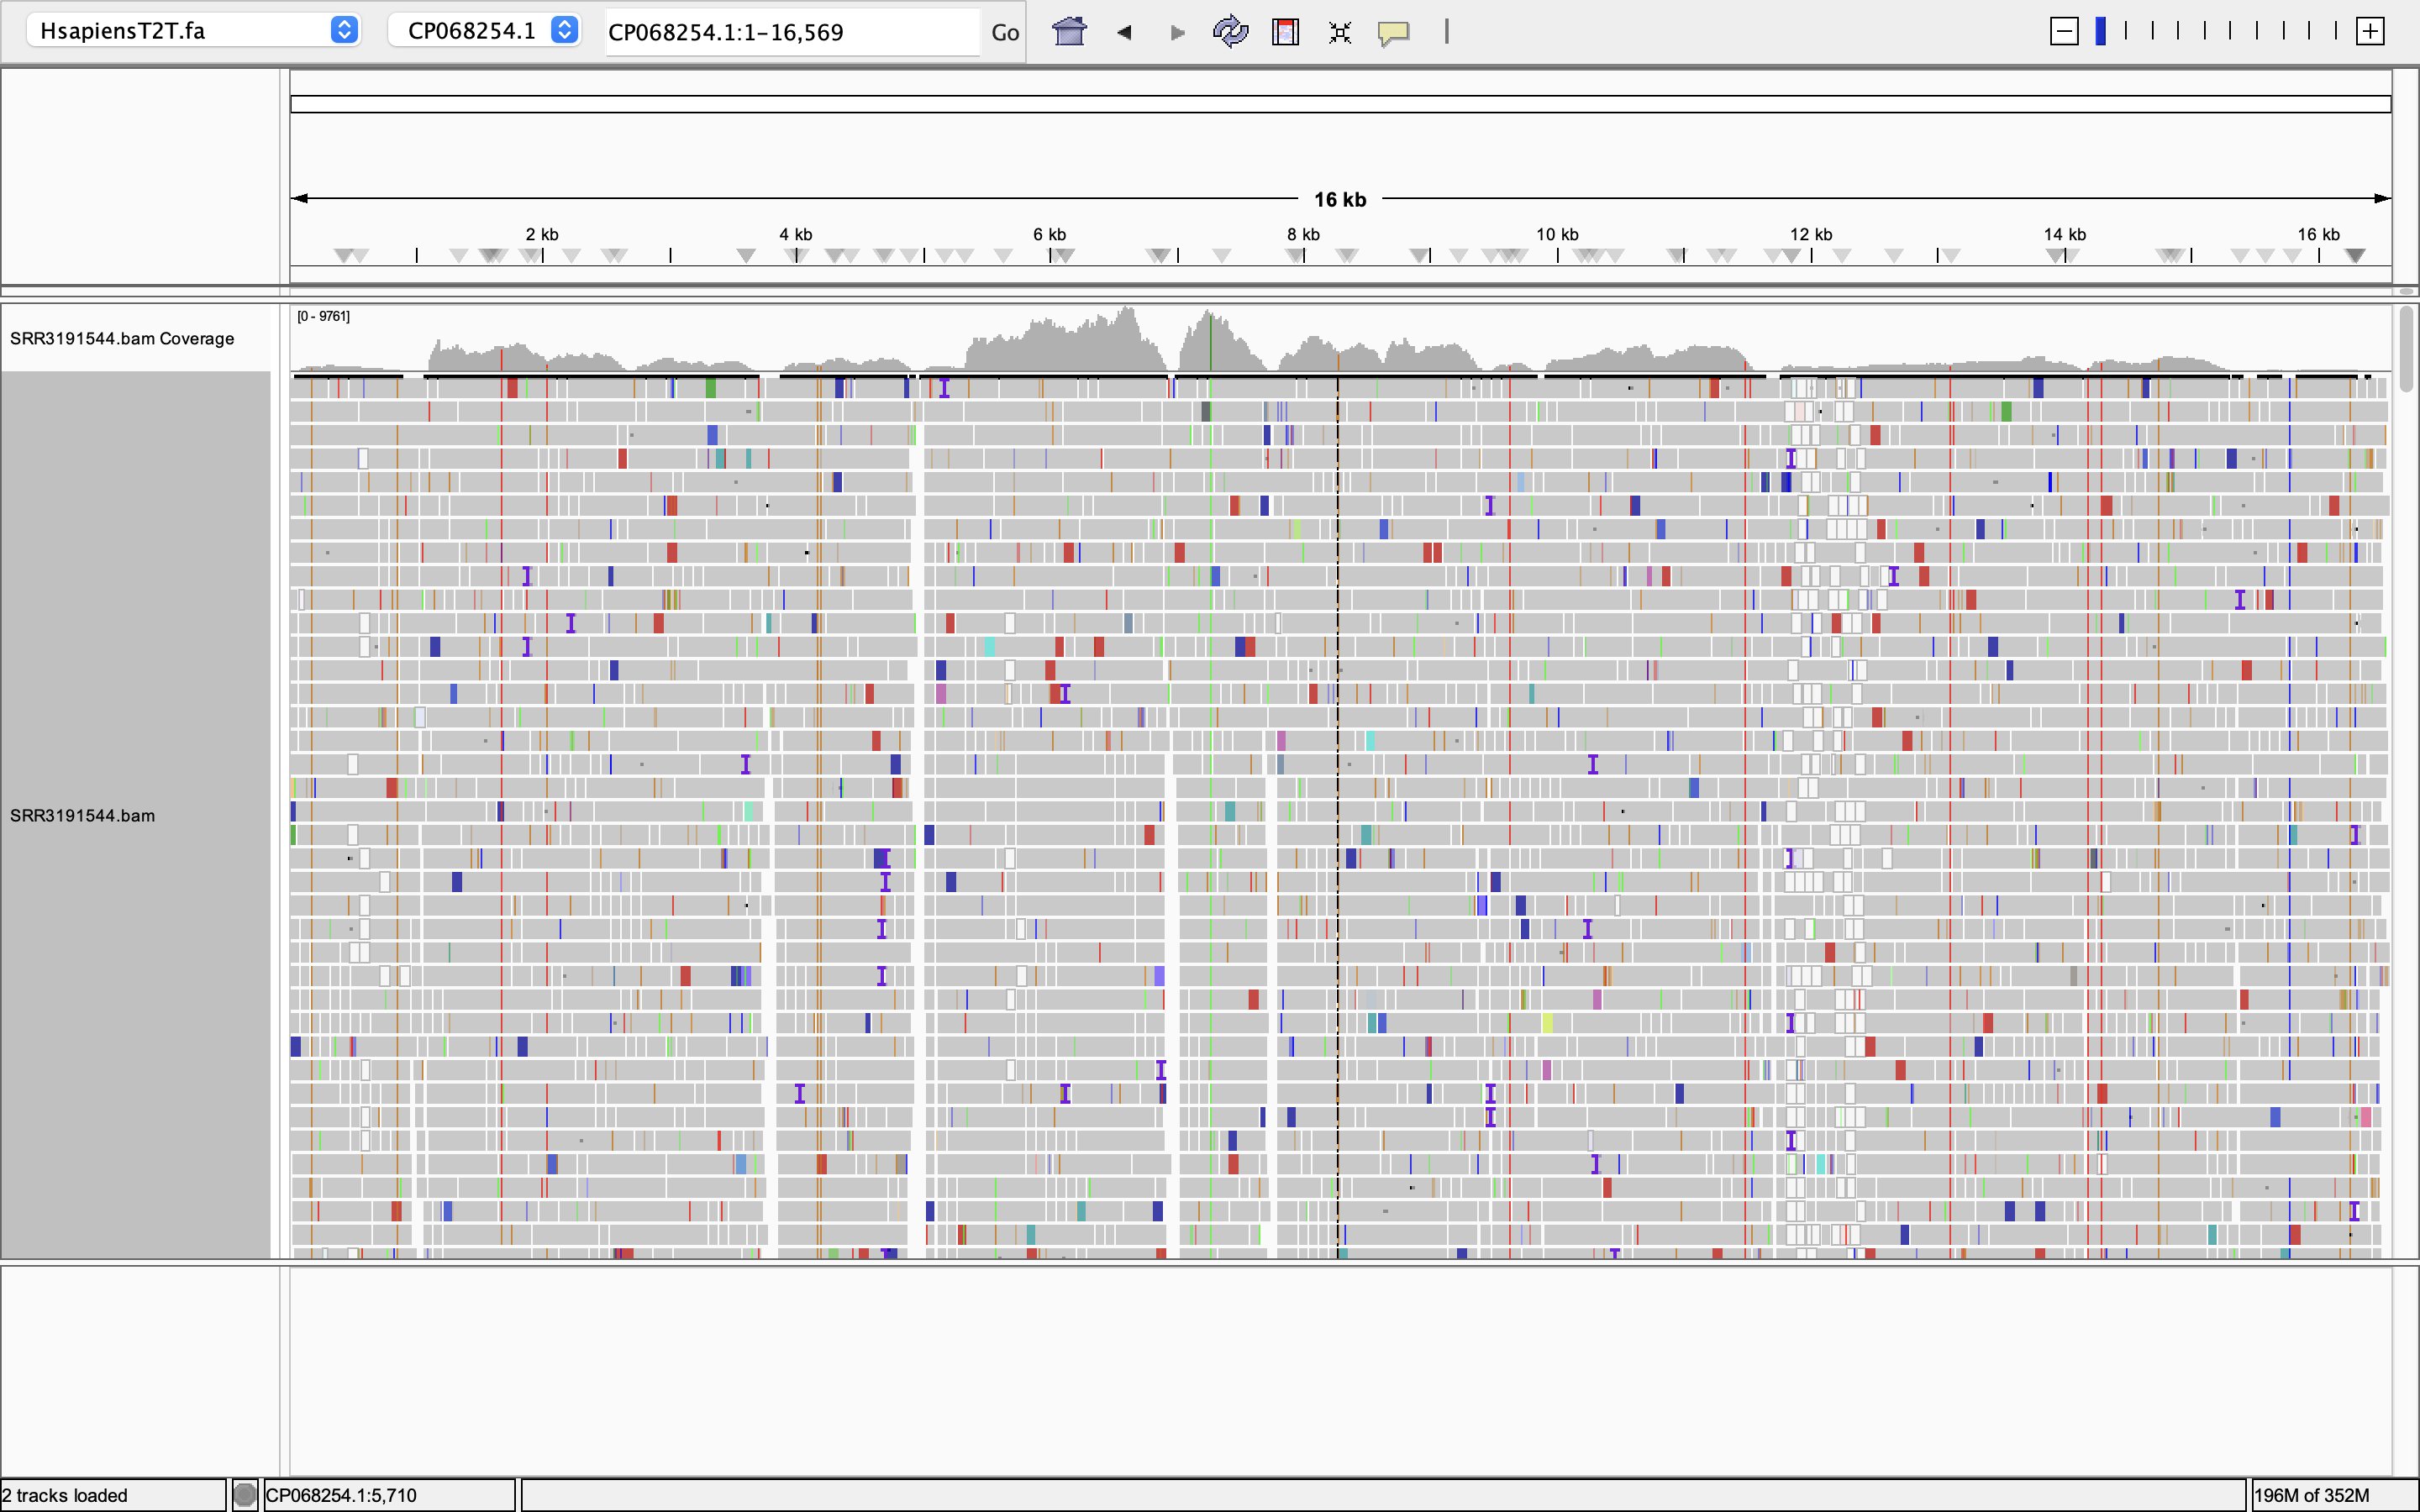 HsapiensT2T.fa CP068254.1 CP068254.1:1-16,569 Go
16 kb
2 kb 4 kb 6 kb 8 kb 10 kb 12 kb 14 kb 16 kb
[0 - 9761]
SRR3191544.bam Coverage
SRR3191544.bam
2 tracks loaded CP068254.1:5,710 196M of 352M